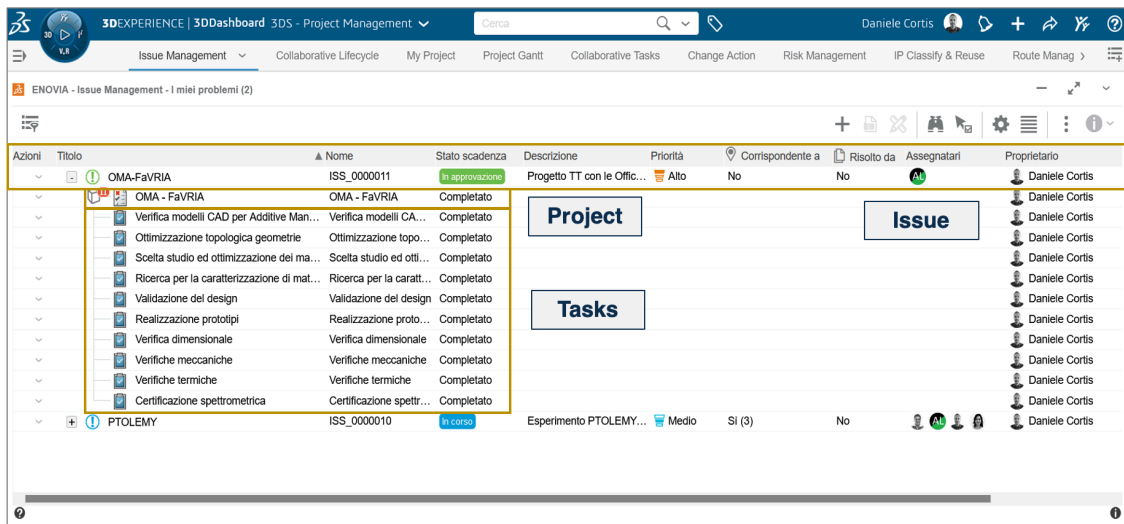 3DEXPERIENCE | 3DDashboard 3DS - Project Management Cerca Daniele Cortis
3D V.R
Issue Management Collaborative Lifecycle My Project Project Gantt Collaborative Tasks Change Action Risk Management IP Classify & Reuse Route Manag
ENOVIA - Issue Management - I miei problemi (2)
Azioni Titolo Nome Stato scadenza Descrizione Priorità Corrispondente a Risolto da Assegnatari Proprietario
OMA-FaVRIA ISS_0000011 In approvazione Progetto TT con le Offic... Alto No No AL Daniele Cortis
OMA - FaVRIA OMA - FaVRIA Completato Daniele Cortis
Verifica modelli CAD per Additive Man... Verifica modelli CA... Completato Daniele Cortis
Ottimizzazione topologica geometrie Ottimizzazione topo... Completato Daniele Cortis
Scelta studio ed ottimizzazione dei ma... Scelta studio ed otti... Completato Daniele Cortis
Ricerca per la caratterizzazione di mat... Ricerca per la caratt... Completato Daniele Cortis
Validazione del design Validazione del design Completato Daniele Cortis
Realizzazione prototipi Realizzazione proto... Completato Daniele Cortis
Verifica dimensionale Verifica dimensionale Completato Daniele Cortis
Verifiche meccaniche Verifiche meccaniche Completato Daniele Cortis
Verifiche termiche Verifiche termiche Completato Daniele Cortis
Certificazione spettrometrica Certificazione spettr... Completato Daniele Cortis
PTOLEMY ISS_0000010 In corso Esperimento PTOLEMY... Medio Si (3) No AL Daniele Cortis
Project
Issue
Tasks